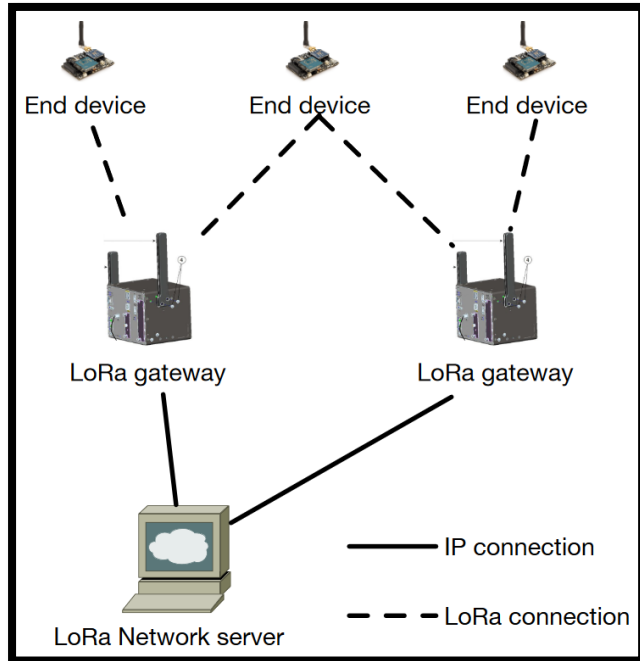 End device
End device
End device
LoRa gateway
LoRa gateway
IP connection
LoRa connection
LoRa Network server